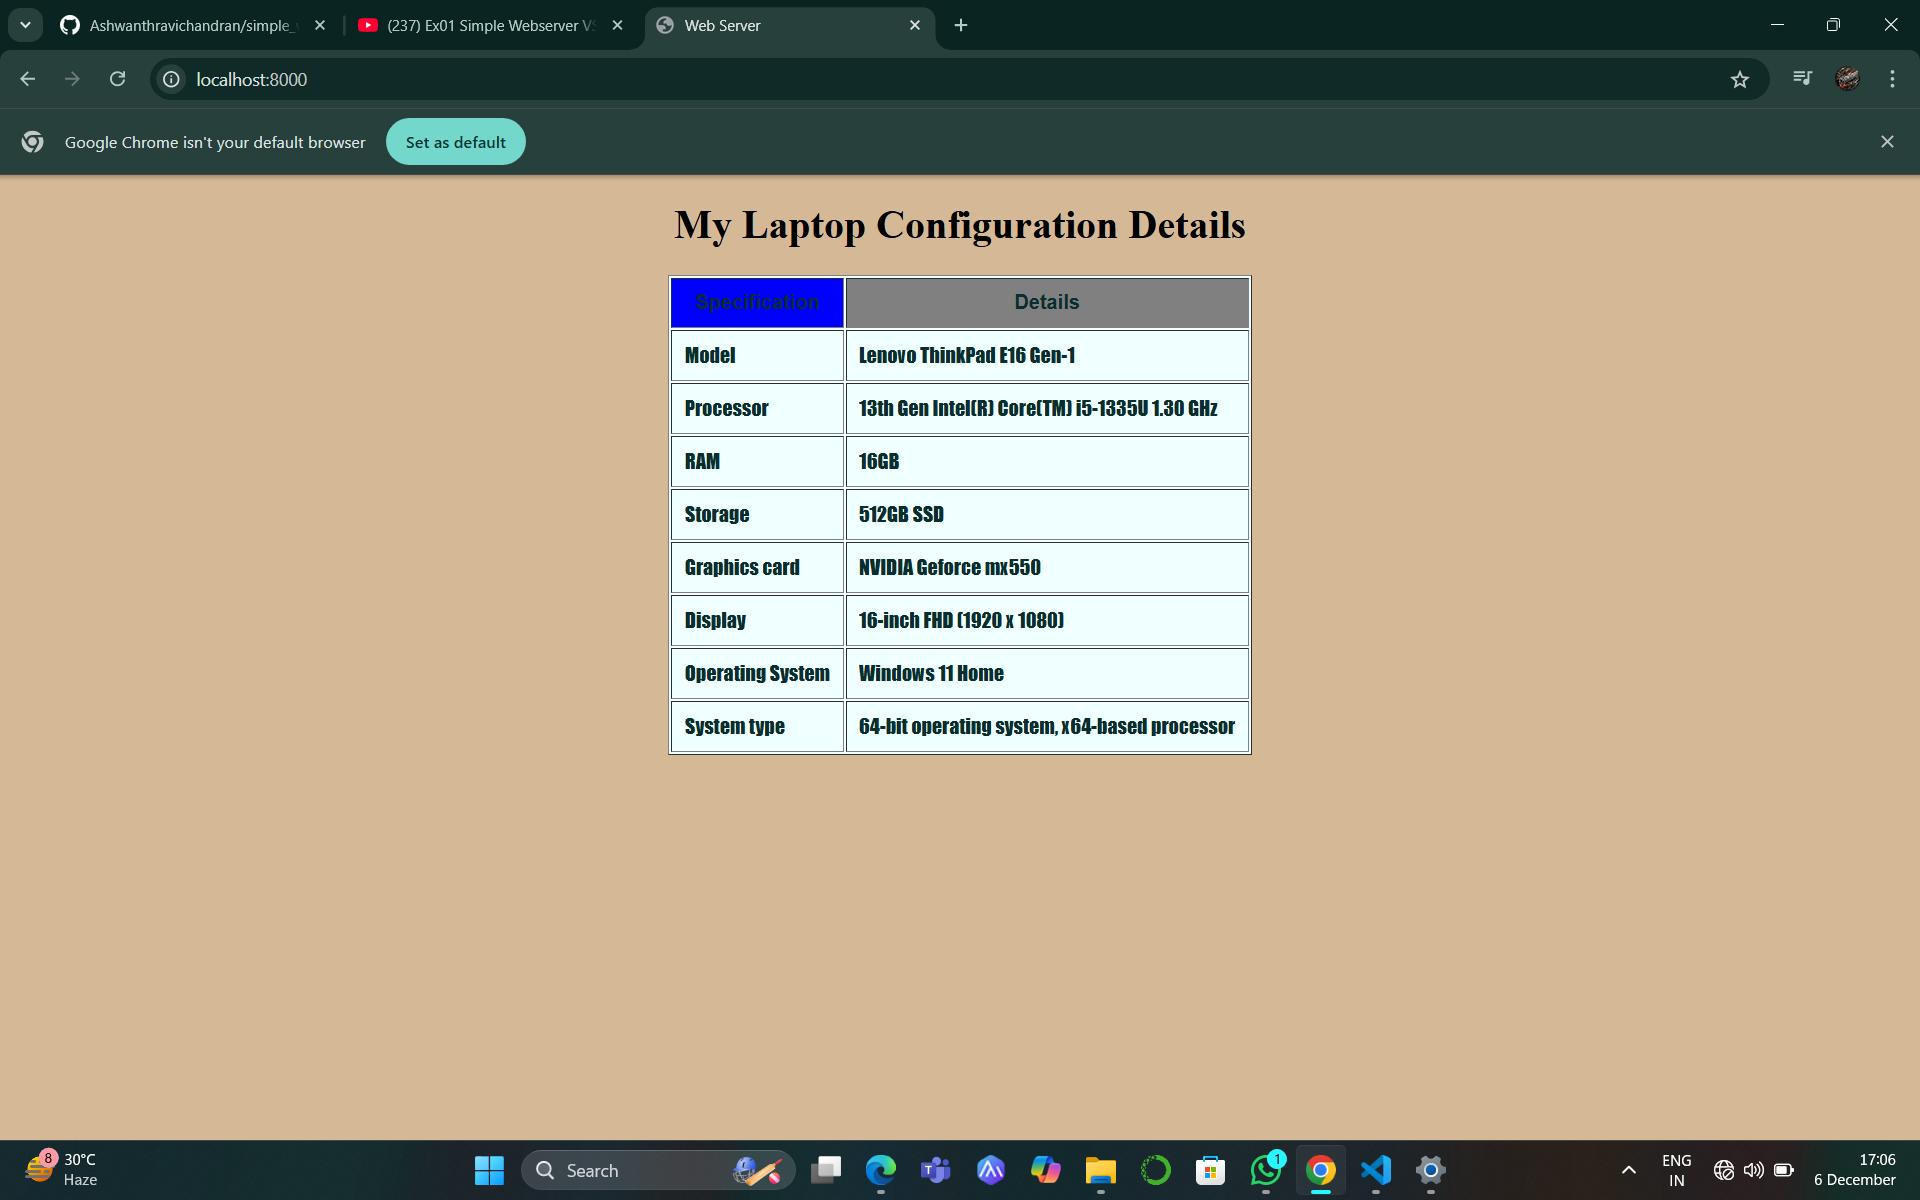 Ashwanthravichandran/simple_
(237) Ex01 Simple Webserver VS
Web Server
localhost:8000
Google Chrome isn't your default browser
Set as default
My Laptop Configuration Details
Specification Details
Model Lenovo ThinkPad E16 Gen-1
Processor 13th Gen Intel(R) Core(TM) i5-1335U 1.30 GHz
RAM 16GB
Storage 512GB SSD
Graphics card NVIDIA Geforce mx550
Display 16-inch FHD (1920 x 1080)
Operating System Windows 11 Home
System type 64-bit operating system, x64-based processor
8
30°C
Haze
Search
1
ENG
IN
17:06
6 December